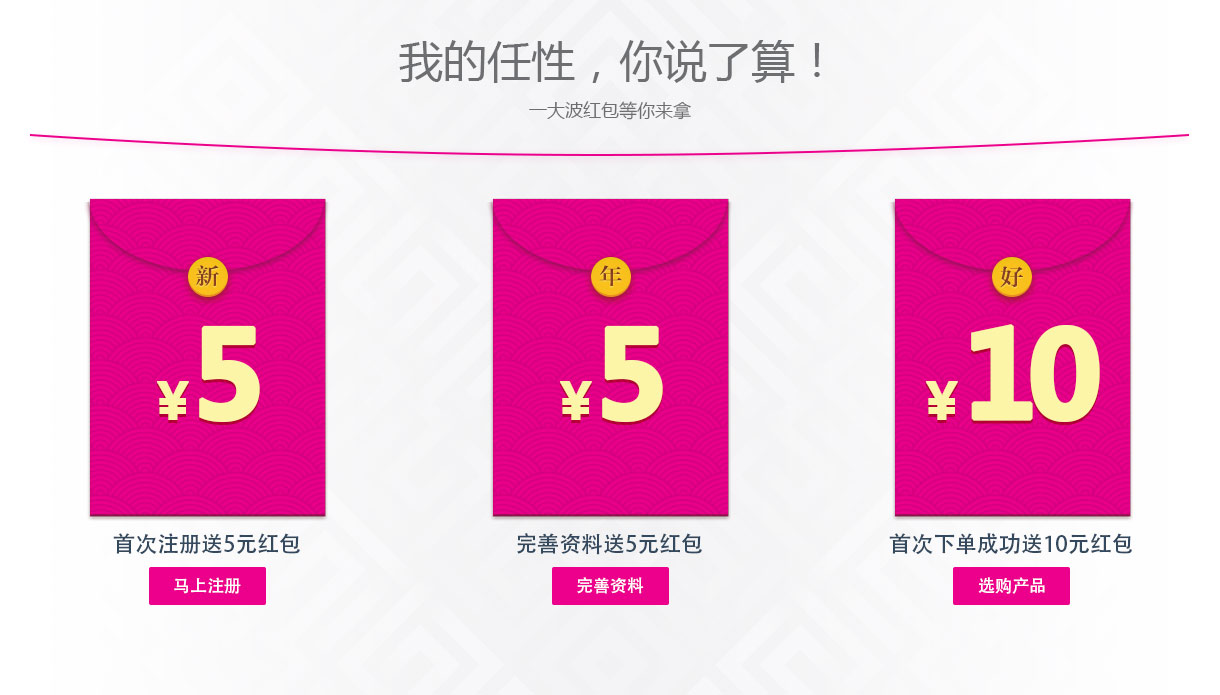 我的任性，你说了算！
一大波红包等你来拿
新
¥5
首次注册送5元红包
马上注册
年
¥5
完善资料送5元红包
完善资料
好
¥10
首次下单成功送10元红包
选购产品